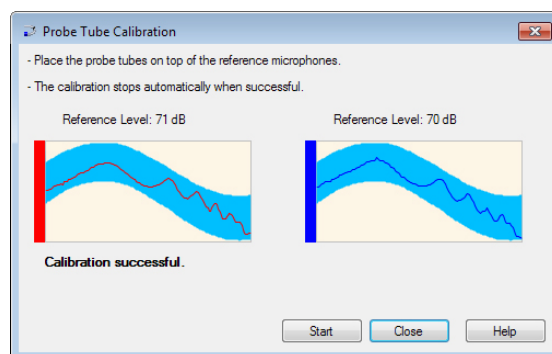 Probe Tube Calibration
- Place the probe tubes on top of the reference microphones.
- The calibration stops automatically when successful.
Reference Level: 71 dB
Reference Level: 70 dB
Calibration successful.
Start
Close
Help